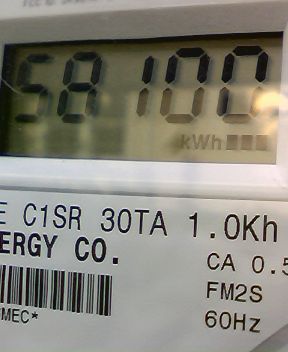 58100
kWh
E C1SR 30TA 1.0Kh
ERGY CO.
CA 0.5
FM2S
MEC*
60Hz